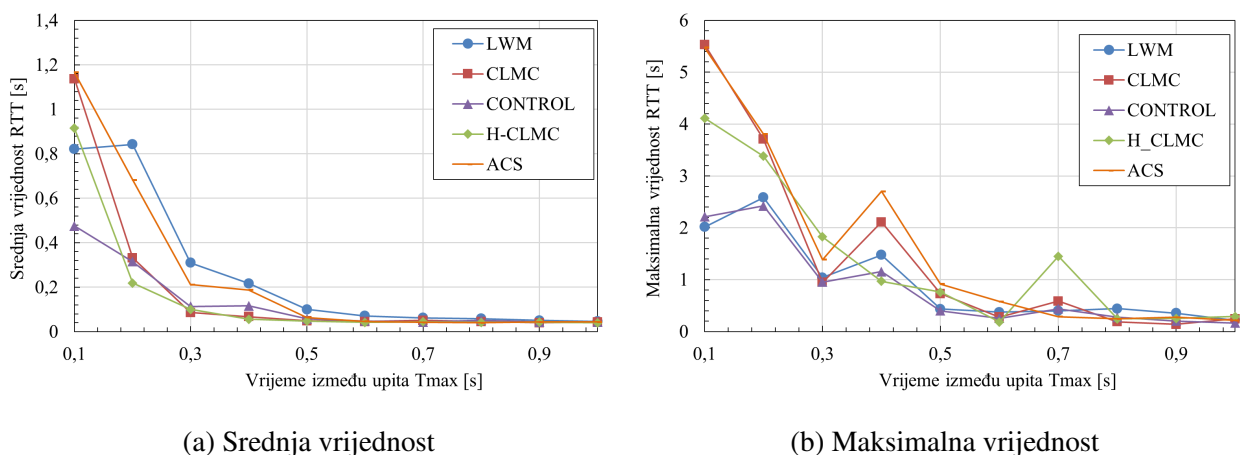 1,4
1,2
1
0,8
0,6
0,4
0,2
0
Srednja vrijednost RTT [s]
LWM
CLMC
CONTROL
H-CLMC
ACS
0,1 0,3 0,5 0,7 0,9
Vrijeme između upita Tmax [s]
(a) Srednja vrijednost
6
5
4
3
2
1
0
Maksimalna vrijednost RTT [s]
LWM
CLMC
CONTROL
H_CLMC
ACS
0,1 0,3 0,5 0,7 0,9
Vrijeme između upita Tmax [s]
(b) Maksimalna vrijednost